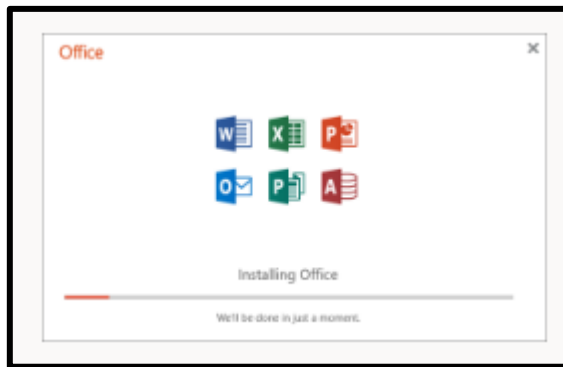 Office
W X P
O P A
Installing Office
We'll be done in just a moment.